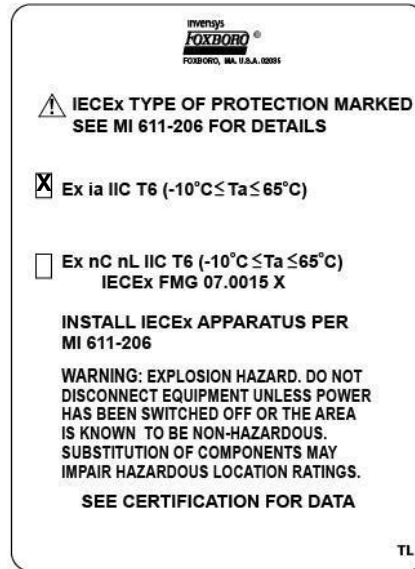 invensys
FOXBORO ®
FOXBORO, MA. U.S.A. 02035
IECEx TYPE OF PROTECTION MARKED
SEE MI 611-206 FOR DETAILS
X Ex ia IIC T6 (-10°C≤Ta≤65°C)
Ex nC nL IIC T6 (-10°C≤Ta≤65°C)
IECEx FMG 07.0015 X
INSTALL IECEx APPARATUS PER
MI 611-206
WARNING: EXPLOSION HAZARD. DO NOT
DISCONNECT EQUIPMENT UNLESS POWER
HAS BEEN SWITCHED OFF OR THE AREA
IS KNOWN TO BE NON-HAZARDOUS.
SUBSTITUTION OF COMPONENTS MAY
IMPAIR HAZARDOUS LOCATION RATINGS.
SEE CERTIFICATION FOR DATA
TL